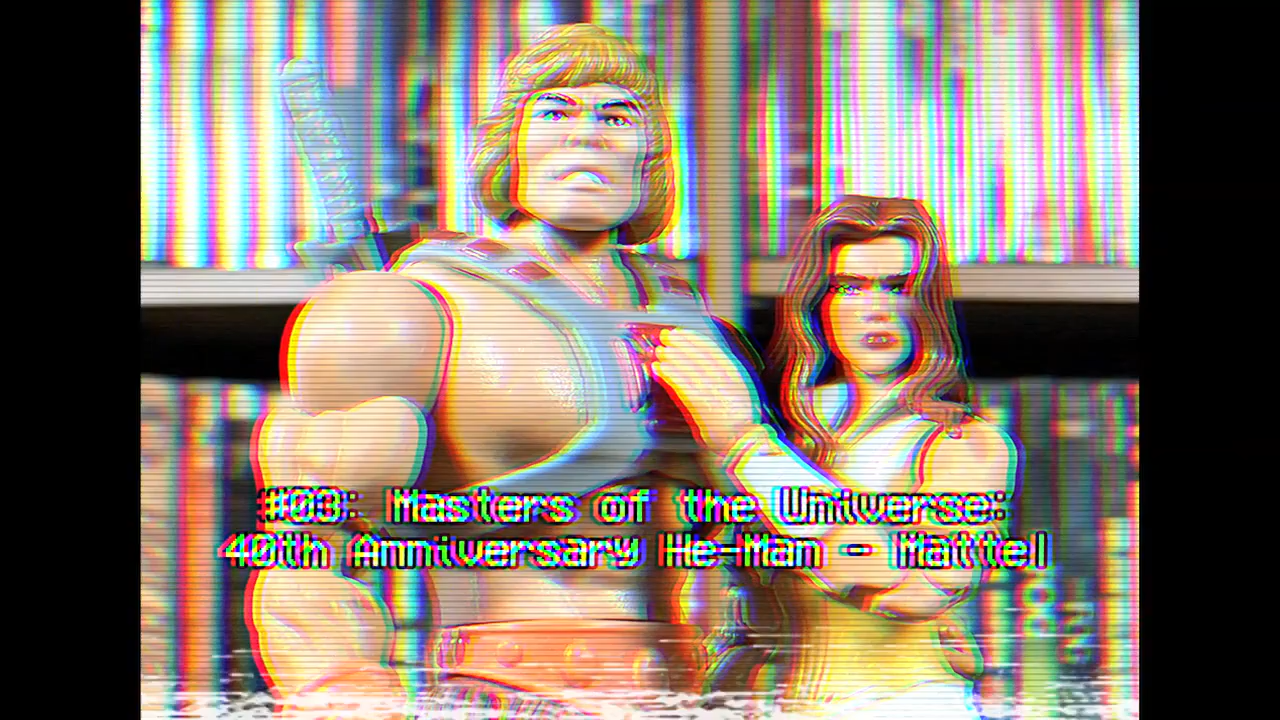 #03: Masters of the Universe:
40th Anniversary He-Man - Mattel